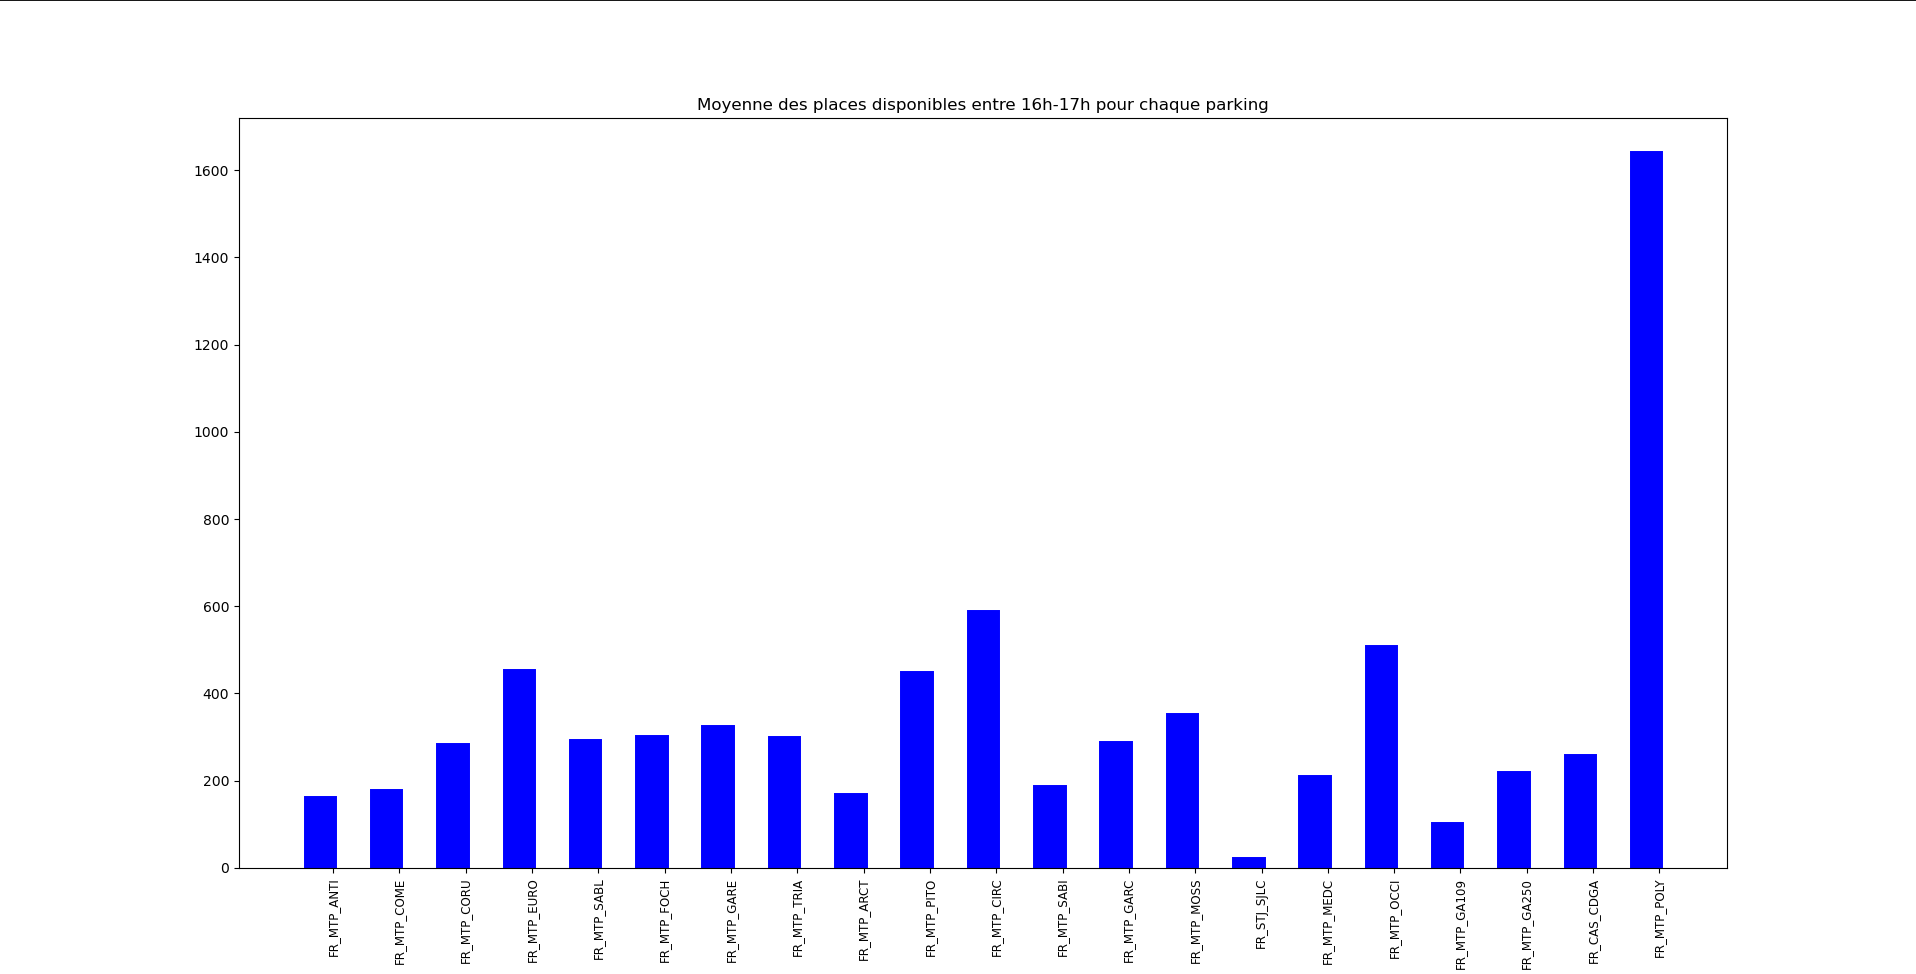 Moyenne des places disponibles entre 16h-17h pour chaque parking
1600
1400
1200
1000
800
600
400
200
0
FR_MTP_ANTI
FR_MTP_COME
FR_MTP_CORU
FR_MTP_EURO
FR_MTP_SABL
FR_MTP_FOCH
FR_MTP_GARE
FR_MTP_TRIA
FR_MTP_ARCT
FR_MTP_PITO
FR_MTP_CIRC
FR_MTP_SABI
FR_MTP_GARC
FR_MTP_MOSS
FR_STJ_SJLC
FR_MTP_MEDC
FR_MTP_OCCI
FR_MTP_GA109
FR_MTP_GA250
FR_CAS_CDGA
FR_MTP_POLY